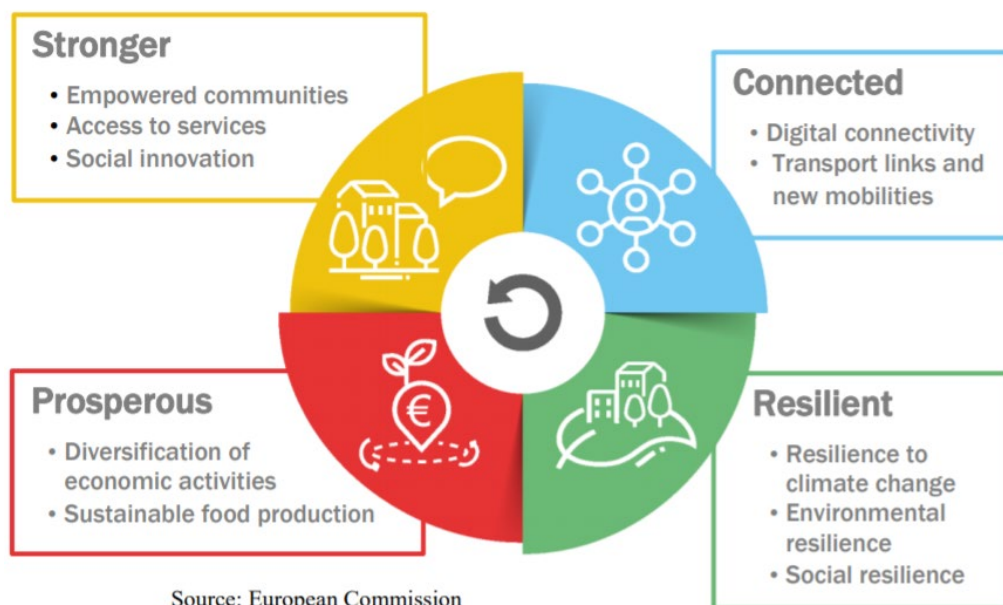 Stronger
• Empowered communities
• Access to services
• Social innovation
Connected
• Digital connectivity
• Transport links and
new mobilities
Prosperous
• Diversification of
economic activities
• Sustainable food production
€
Resilient
• Resilience to
climate change
• Environmental
resilience
• Social resilience
Source: European Commission